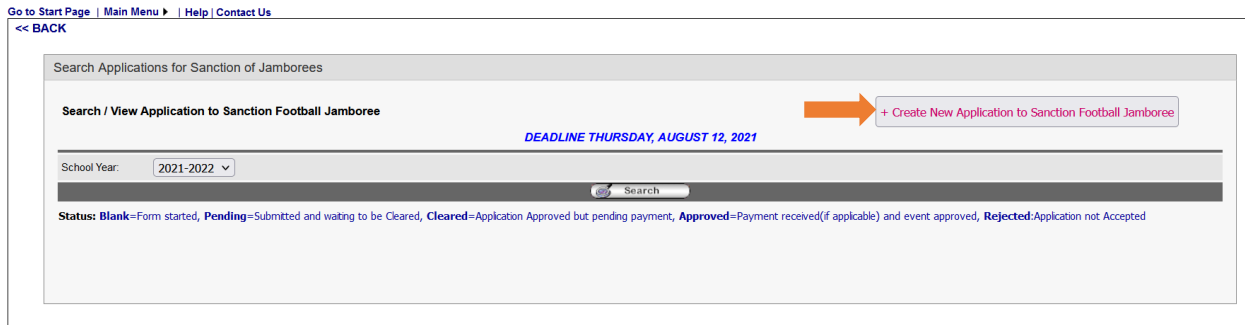 Go to Start Page | Main Menu | Help | Contact Us
<< BACK
Search Applications for Sanction of Jamborees
Search / View Application to Sanction Football Jamboree
+ Create New Application to Sanction Football Jamboree
DEADLINE THURSDAY, AUGUST 12, 2021
School Year: 2021-2022
Search
Status: Blank=Form started, Pending=Submitted and waiting to be Cleared, Cleared=Application Approved but pending payment, Approved=Payment received(if applicable) and event approved, Rejected:Application not Accepted